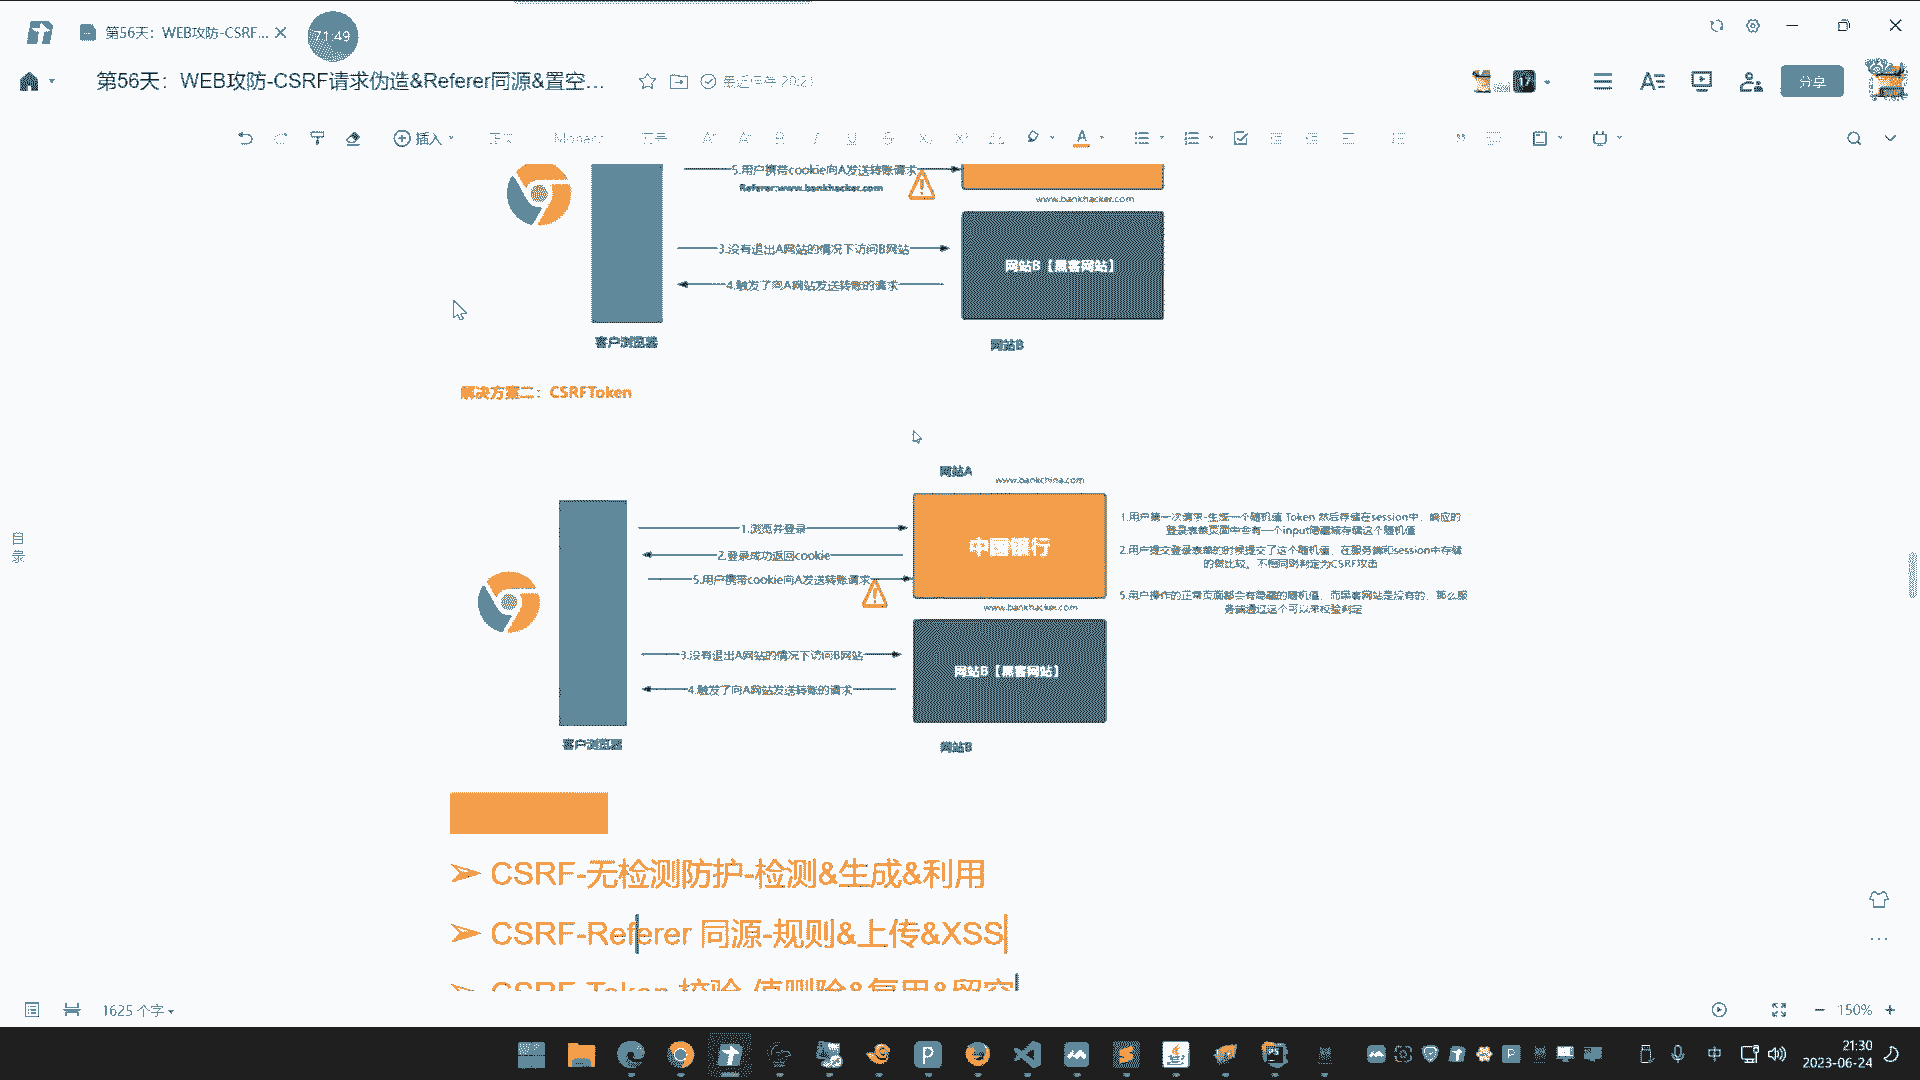 第56天：WEB攻防-CSRF...
71:49
第56天：WEB攻防-CSRF请求伪造&Referer同源&置空...
分享
插入
正文
5.用户携带cookie向A发送转账请求
Referer:www.bankhacker.com
www.bankhacker.com
3.没有退出A网站的情况下访问B网站
网站B【黑客网站】
4.触发了向A网站发送转账的请求
客户浏览器
网站B
解决方案二：CSRFToken
网站A
www.bankchina.com
1.浏览并登录
2.登录成功返回cookie
中国银行
5.用户携带cookie向A发送转账请求
1.用户第一次请求-生成一个随机值 Token 然后存储在session中，响应的
登录表单页面中会有一个input隐藏域存储这个随机值
2.用户提交登录表单的时候提交了这个随机值，在服务端和session中存储
的做比较，不相同则判定为CSRF攻击
5.用户操作的正常页面都会有隐藏的随机值，而黑客网站是没有的，那么服
务端通过这个可以来校验判定
www.bankhacker.com
3.没有退出A网站的情况下访问B网站
网站B【黑客网站】
4.触发了向A网站发送转账的请求
客户浏览器
网站B
目
录
➢ CSRF-无检测防护-检测&生成&利用
➢ CSRF-Referer 同源-规则&上传&XSS
➢ CSRF-Token 校验-值删除&复用&留空
1625 个字
150%
中
21:30
2023-06-24